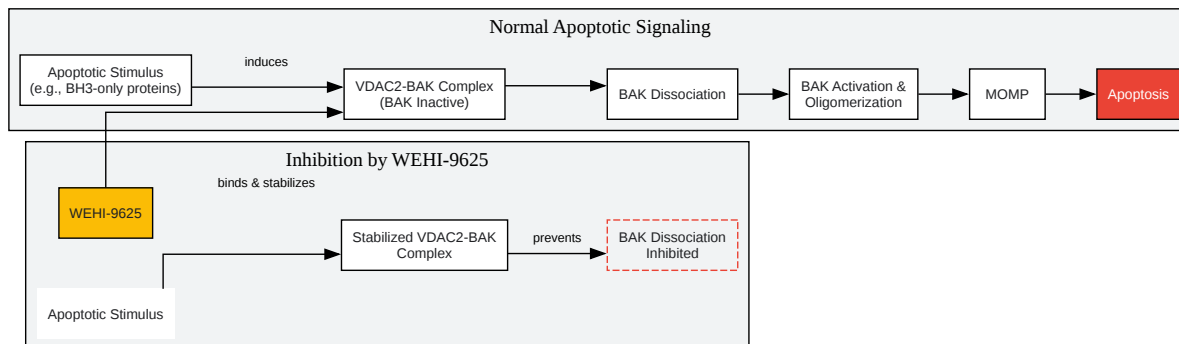 Normal Apoptotic Signaling
Apoptotic Stimulus
(e.g., BH3-only proteins)
induces
VDAC2-BAK Complex
(BAK Inactive)
BAK Dissociation
BAK Activation &
Oligomerization
MOMP
Apoptosis
Inhibition by WEHI-9625
binds & stabilizes
WEHI-9625
Stabilized VDAC2-BAK
Complex
prevents
BAK Dissociation
Inhibited
Apoptotic Stimulus